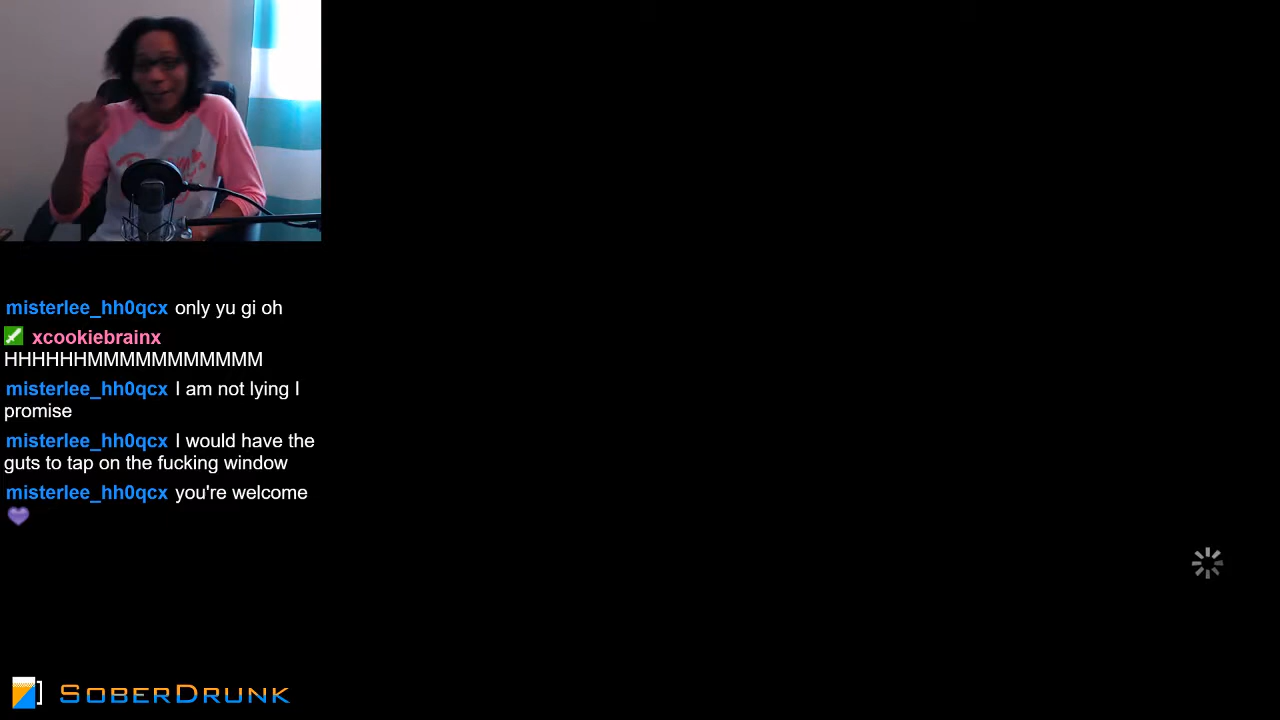 misterlee_hh0qcx only yu gi oh
xcookiebrainx
HHHHHHMMMMMMMMMMM
misterlee_hh0qcx I am not lying I
promise
misterlee_hh0qcx I would have the
guts to tap on the fucking window
misterlee_hh0qcx you're welcome
SOBERDRUNK